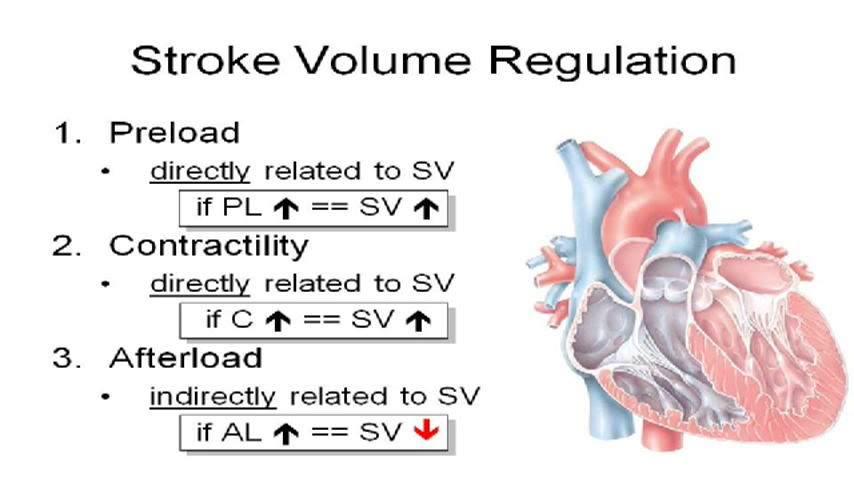 Stroke Volume Regulation
1. Preload
• directly related to SV
if PL ↑ == SV ↑
2. Contractility
• directly related to SV
if C ↑ == SV ↑
3. Afterload
• indirectly related to SV
if AL ↑ == SV ↓